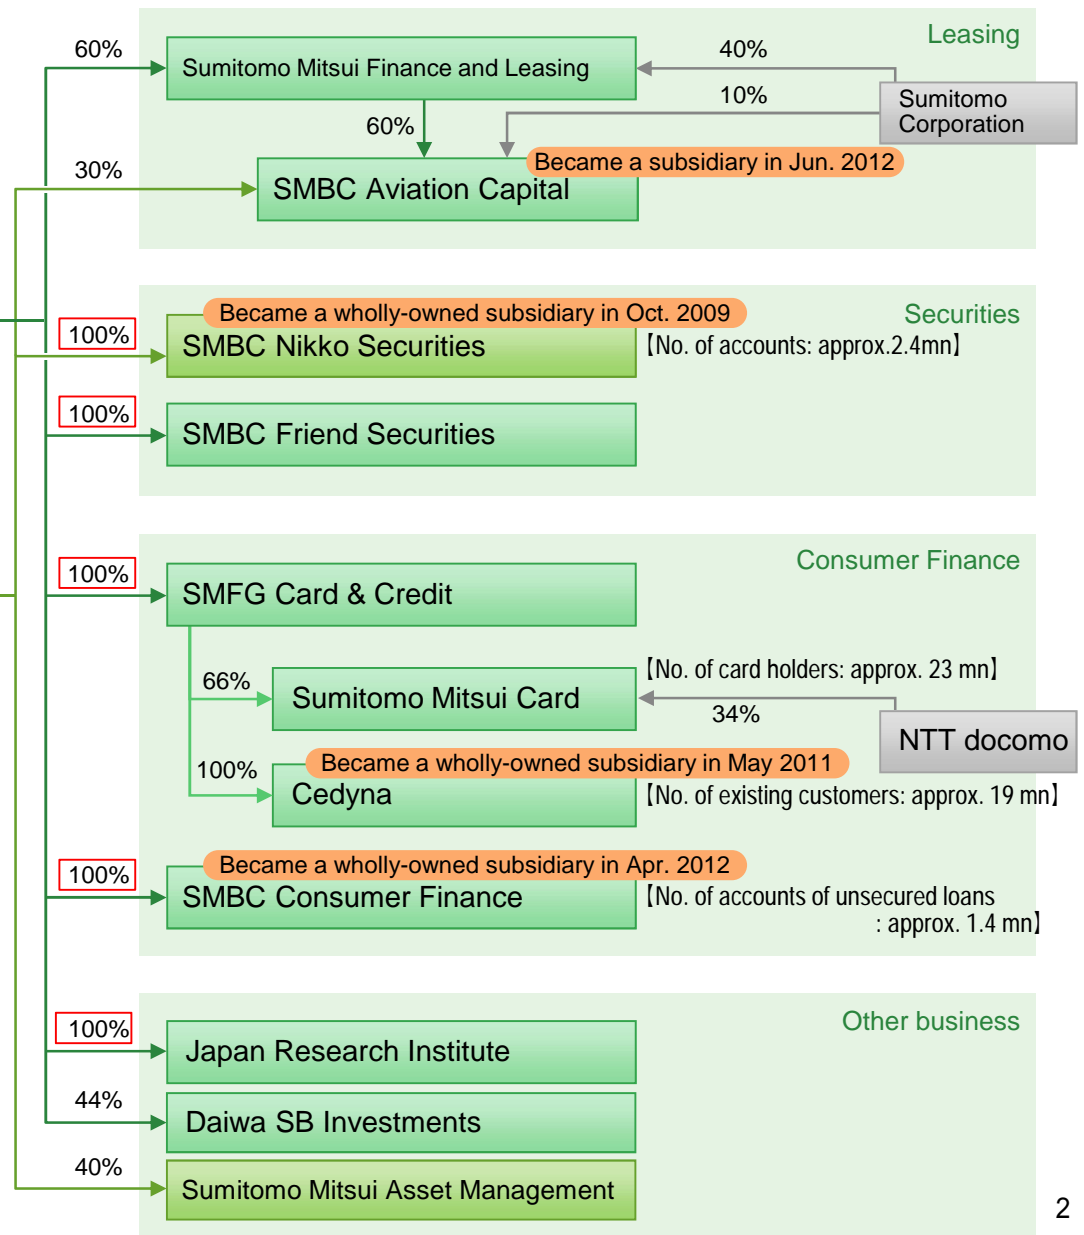 Leasing
60%
Sumitomo Mitsui Finance and Leasing
40%
10%
Sumitomo
Corporation
60%
Became a subsidiary in Jun. 2012
30%
SMBC Aviation Capital
Securities
Became a wholly-owned subsidiary in Oct. 2009
100%
SMBC Nikko Securities
【No. of accounts: approx.2.4mn】
100%
SMBC Friend Securities
Consumer Finance
100%
SMFG Card & Credit
66%
Sumitomo Mitsui Card
【No. of card holders: approx. 23 mn】
34%
NTT docomo
100%
Became a wholly-owned subsidiary in May 2011
Cedyna
【No. of existing customers: approx. 19 mn】
Became a wholly-owned subsidiary in Apr. 2012
100%
SMBC Consumer Finance
【No. of accounts of unsecured loans
: approx. 1.4 mn】
Other business
100%
Japan Research Institute
44%
Daiwa SB Investments
40%
Sumitomo Mitsui Asset Management
2